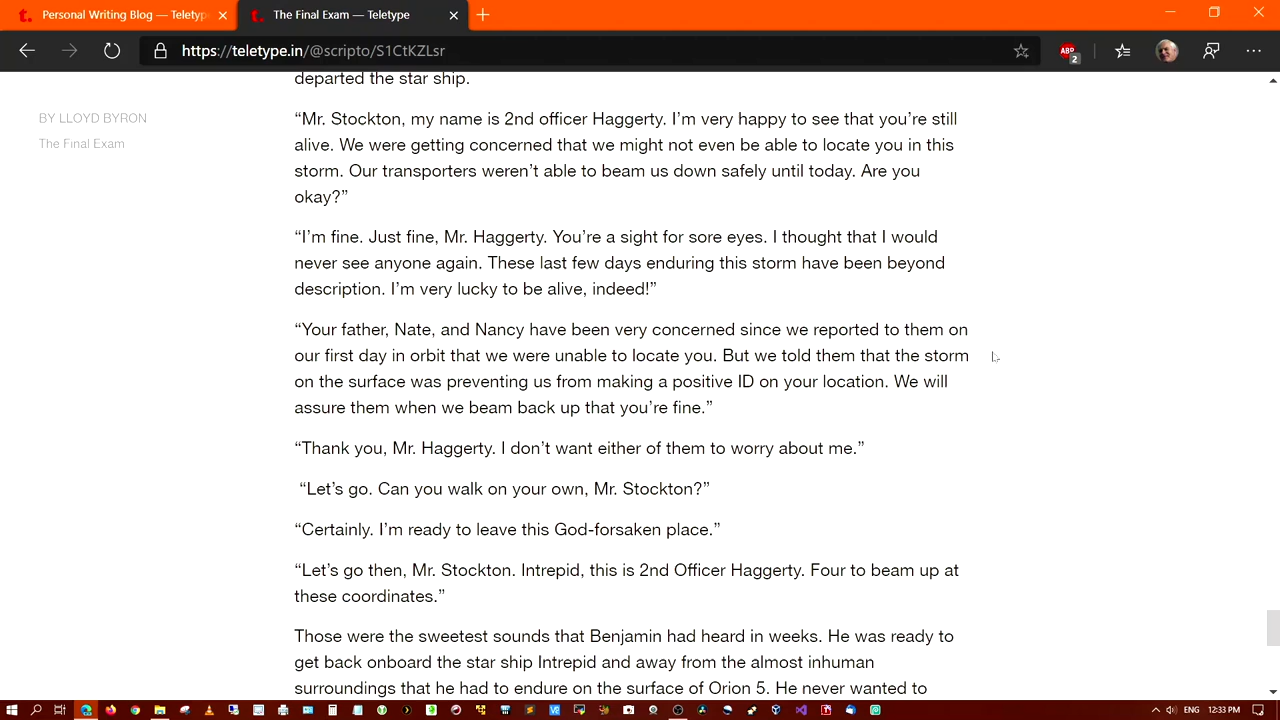 Personal Writing Blog — Teletyp
The Final Exam — Teletype
https://teletype.in/@scripto/S1CtKZLsr
ABP
2
departed the star ship.
BY LLOYD BYRON
The Final Exam
“Mr. Stockton, my name is 2nd officer Haggerty. I’m very happy to see that you’re still
alive. We were getting concerned that we might not even be able to locate you in this
storm. Our transporters weren’t able to beam us down safely until today. Are you
okay?”
“I’m fine. Just fine, Mr. Haggerty. You’re a sight for sore eyes. I thought that I would
never see anyone again. These last few days enduring this storm have been beyond
description. I’m very lucky to be alive, indeed!”
“Your father, Nate, and Nancy have been very concerned since we reported to them on
our first day in orbit that we were unable to locate you. But we told them that the storm
on the surface was preventing us from making a positive ID on your location. We will
assure them when we beam back up that you’re fine.”
“Thank you, Mr. Haggerty. I don’t want either of them to worry about me.”
“Let’s go. Can you walk on your own, Mr. Stockton?”
“Certainly. I’m ready to leave this God-forsaken place.”
“Let’s go then, Mr. Stockton. Intrepid, this is 2nd Officer Haggerty. Four to beam up at
these coordinates.”
Those were the sweetest sounds that Benjamin had heard in weeks. He was ready to
get back onboard the star ship Intrepid and away from the almost inhuman
surroundings that he had to endure on the surface of Orion 5. He never wanted to
ENG
12:33 PM